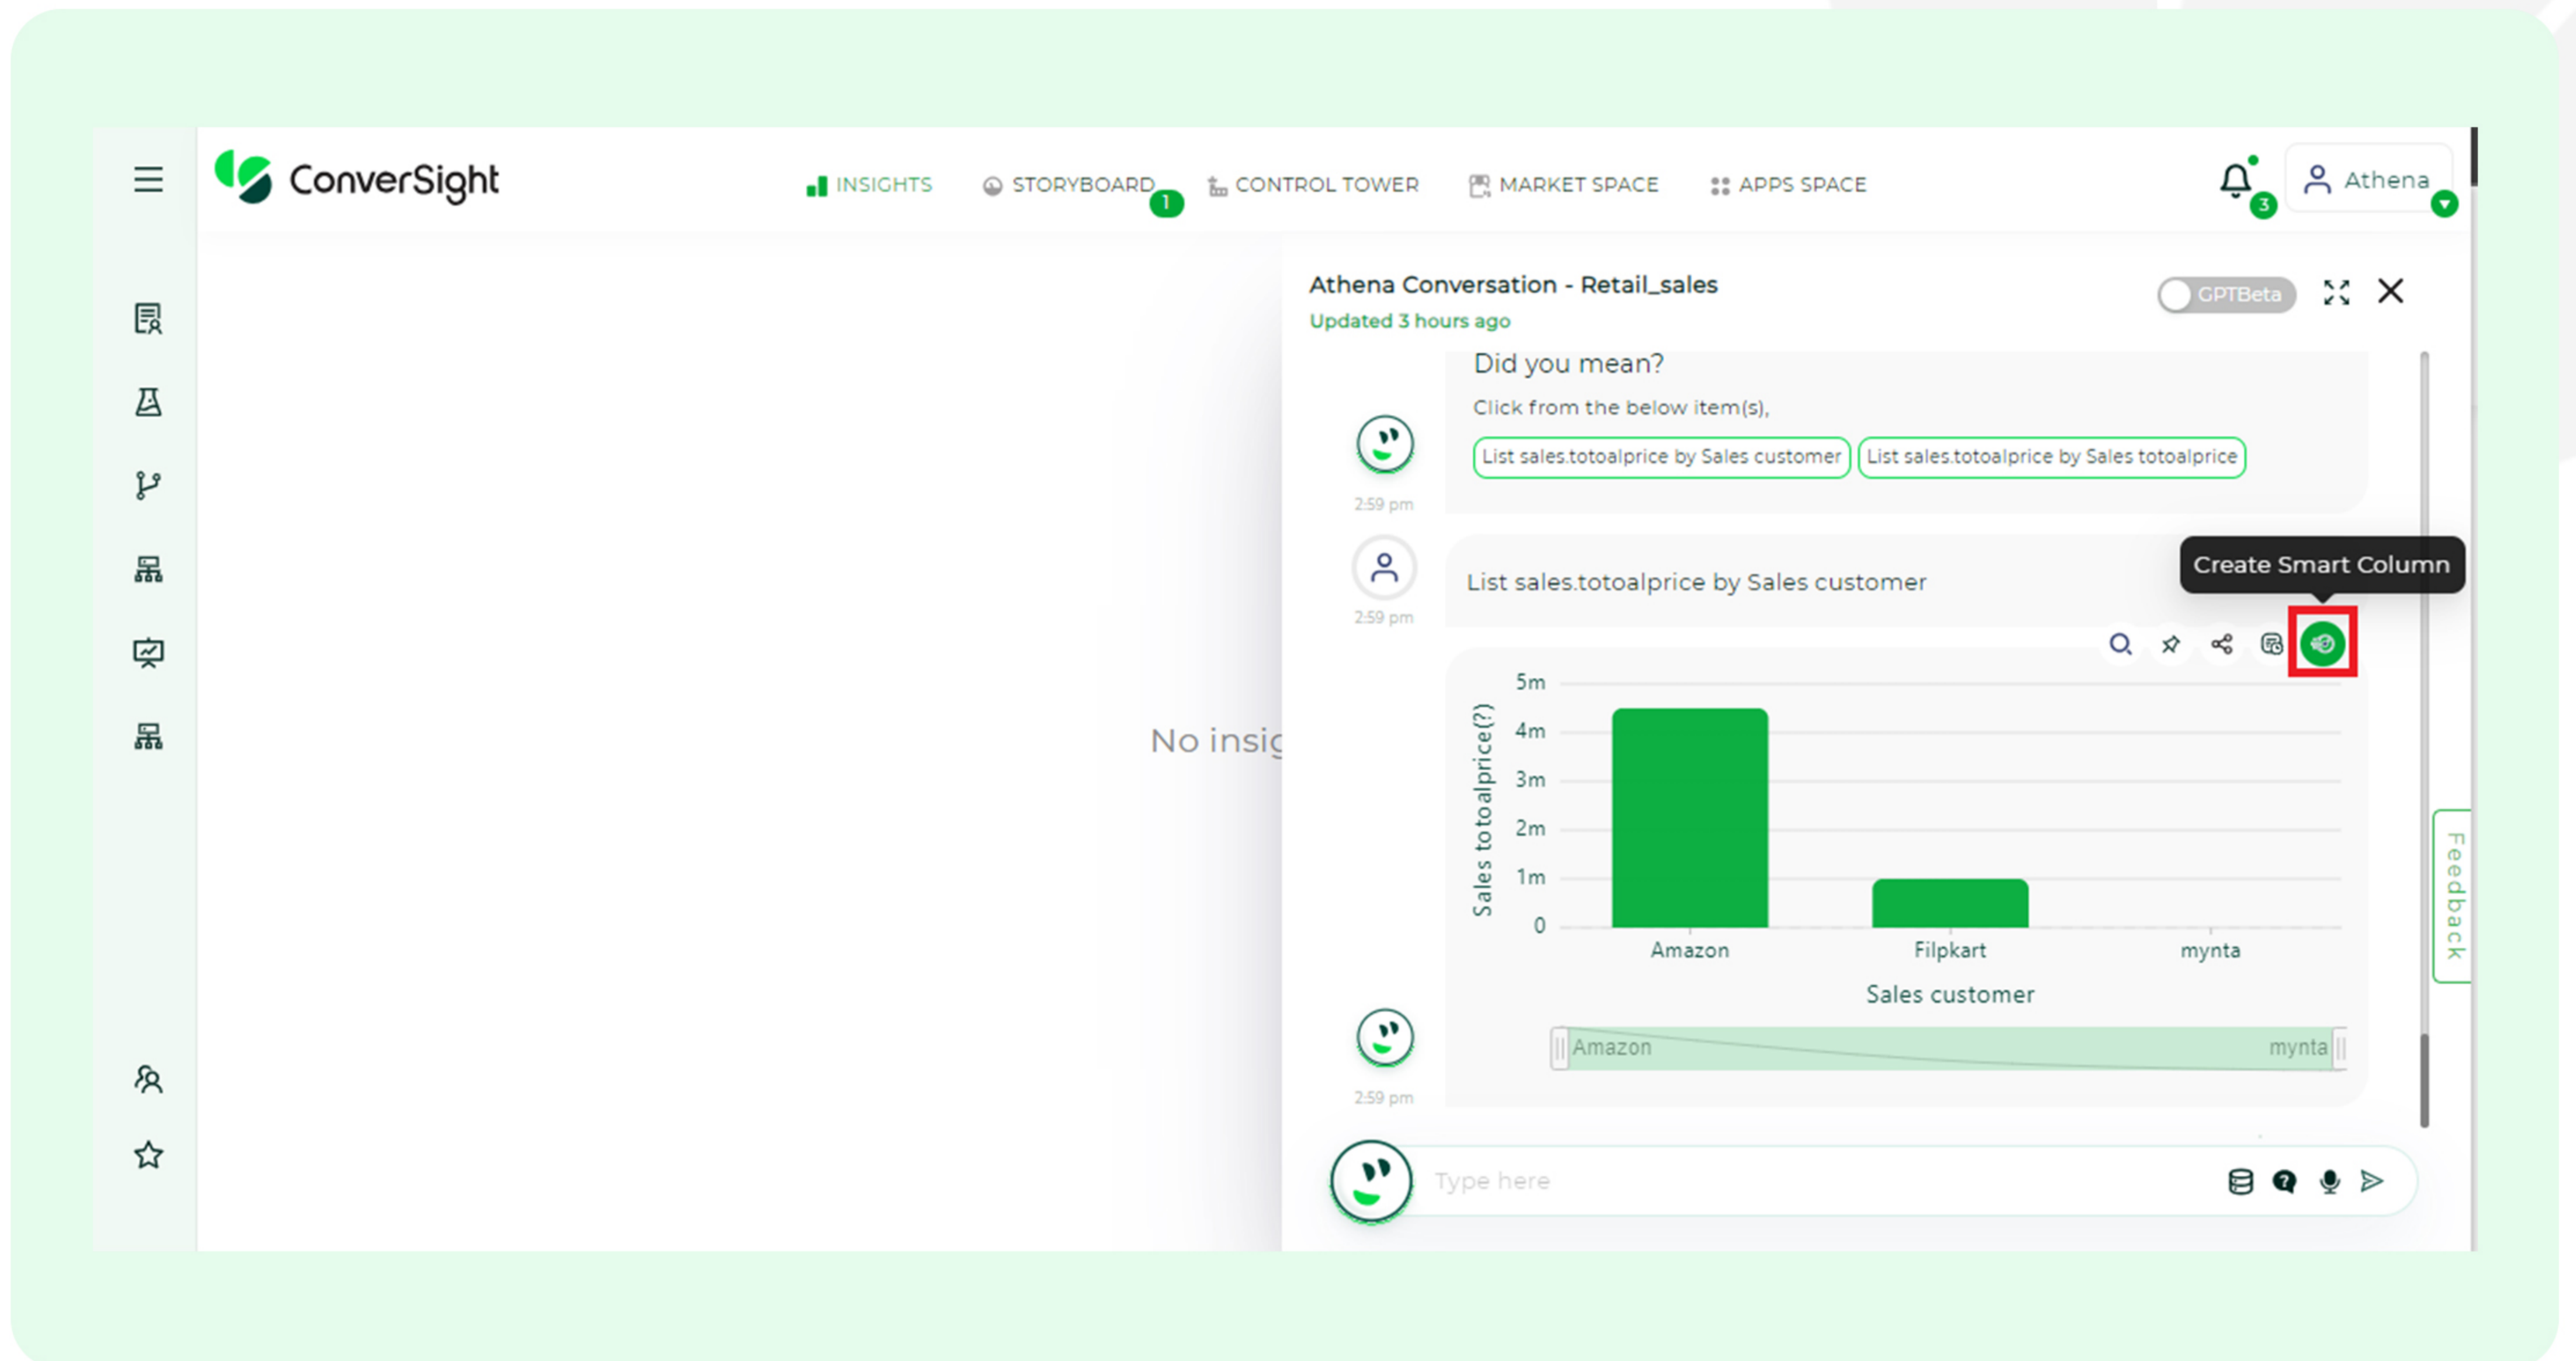 ConverSight
INSIGHTS
STORYBOARD
1
CONTROL TOWER
MARKET SPACE
APPS SPACE
3
Athena
Athena Conversation - Retail_sales
Updated 3 hours ago
GPTBeta
Did you mean?
Click from the below item(s),
List sales.totoalprice by Sales customer
List sales.totoalprice by Sales totoalprice
2:59 pm
Create Smart Column
List sales.totoalprice by Sales customer
2:59 pm
No insig
Sales totoalprice(?)
5m
4m
3m
2m
1m
0
Amazon
Filpkart
mynta
Sales customer
Amazon
mynta
2:59 pm
Feedback
Type here